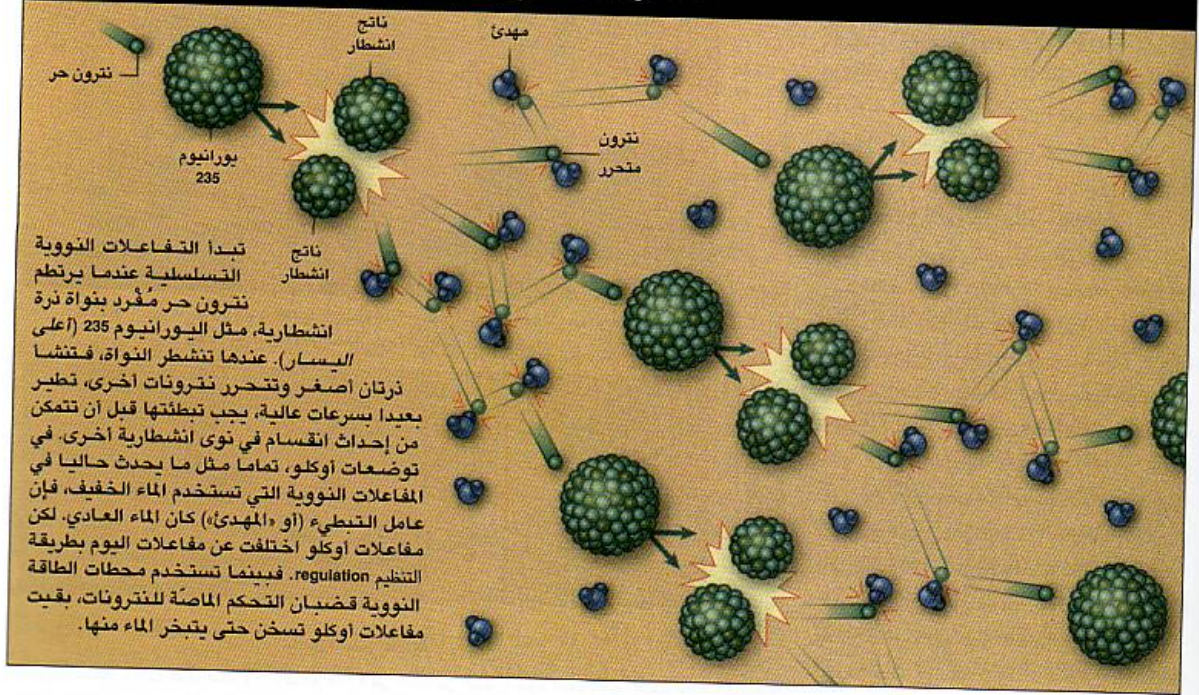 ناتج
انشطار
مهدئ
نترون حر
نترون
متحرر
يورانيوم
235
ناتج
انشطار
تبدأ التفاعلات النووية
التسلسلية عندما يرتطم
نترون حر مُفْرد بنواة ذرة
انشطارية، مثل اليورانيوم 235 (أعلى
اليسار). عندها تنشطر النواة، فتنشأ
ذرتان أصغر وتتحرر نترونات أخرى، تطير
بعيدا بسرعات عالية، يجب تبطئتها قبل أن تتمكن
من إحداث انقسام في نوى انشطارية أخرى. في
توضعات أوكلو، تماما مثل ما يحدث حاليا في
المفاعلات النووية التي تستخدم الماء الخفيف، فإن
عامل التبطيء (أو «المهدئ») كان الماء العادي. لكن
مفاعلات أوكلو اختلفت عن مفاعلات اليوم بطريقة
التنظيم regulation. فبينما تستخدم محطات الطاقة
النووية قضبان التحكم الماصّة للنترونات، بقيت
مفاعلات أوكلو تسخن حتى يتبخر الماء منها.